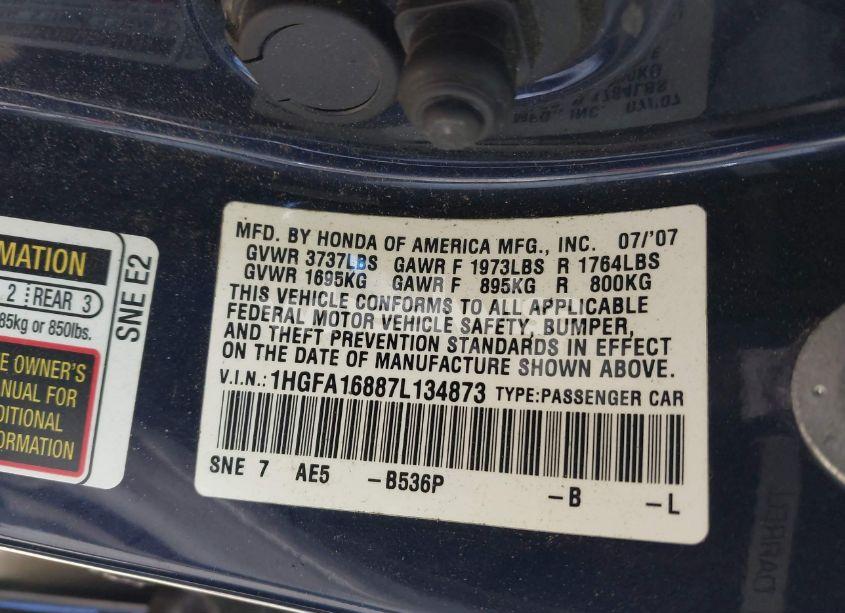 MFD. BY HONDA OF AMERICA MFG., INC. 07/'07
GVWR 3737LBS GAWR F 1973LBS R 1764LBS
GVWR 1695KG GAWR F 895KG R 800KG
THIS VEHICLE CONFORMS TO ALL APPLICABLE
FEDERAL MOTOR VEHICLE SAFETY, BUMPER,
AND THEFT PREVENTION STANDARDS IN EFFECT
ON THE DATE OF MANUFACTURE SHOWN ABOVE.
V.I.N.: 1HGFA16887L134873 TYPE:PASSENGER CAR
SNE 7 AE5 -B536P -B -L
RMATION
2 REAR 3
85kg or 850lbs.
E OWNER'S
ANUAL FOR
DITIONAL
FORMATION
SNE E2